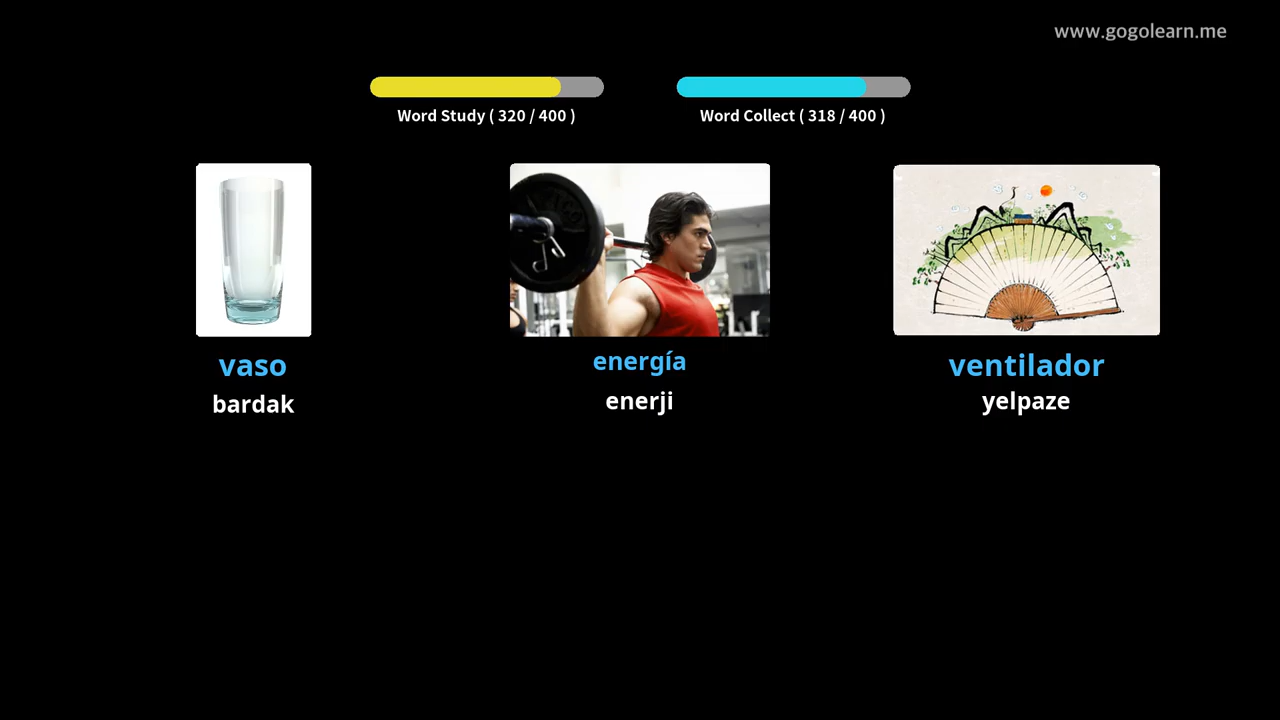 www.gogolearn.me
Word Study ( 320 / 400 )
Word Collect ( 318 / 400 )
vaso
bardak
energía
enerji
ventilador
yelpaze